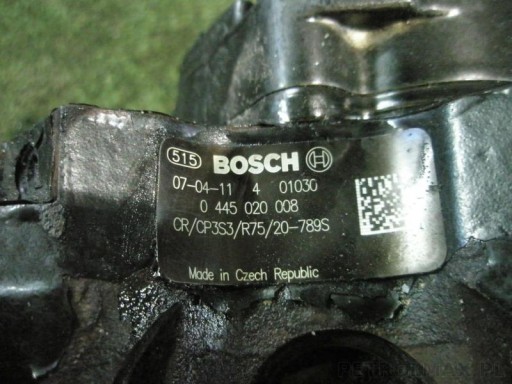 515 BOSCH
07-04-11 4 01030
0 445 020 008
CR/CP3S3/R75/20-789S
Made in Czech Republic